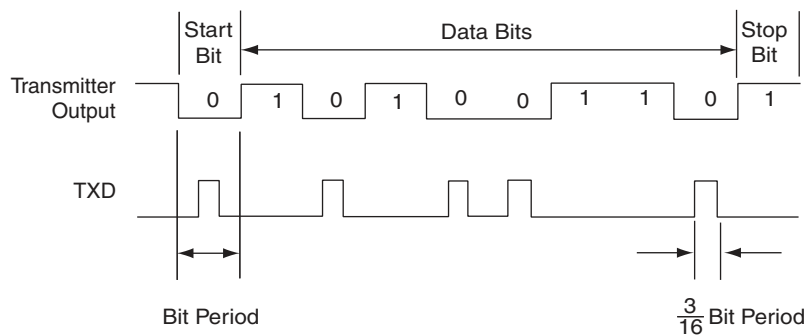 Start
Bit
Data Bits
Stop
Bit
Transmitter
Output
0 1 0 1 0 0 1 1 0 1
TXD
Bit Period
3/16 Bit Period